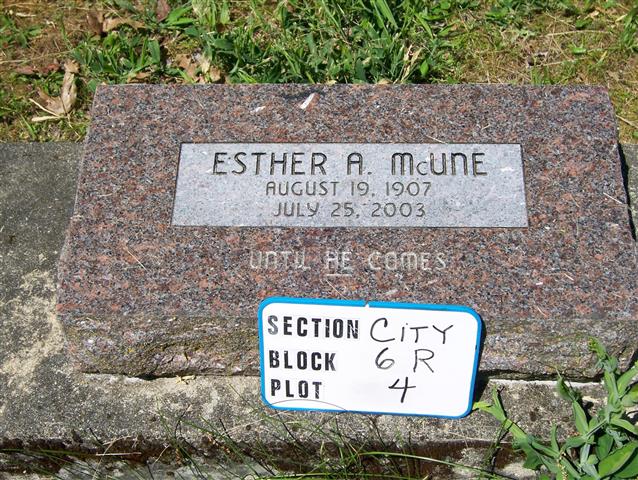 ESTHER A. McUNE
AUGUST 19, 1907
JULY 25, 2003
UNTIL HE COMES
SECTION CITY
BLOCK 6 R
PLOT 4